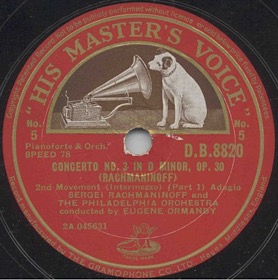 "HIS MASTER'S VOICE"
No. 5
No. 5
Pianoforte & Orch.
SPEED 78
D.B.8820
CONCERTO NO. 3 IN D MINOR, OP. 30
(RACHMANINOFF)
2nd Movement (Intermezzo) (Part 1) Adagio
SERGEI RACHMANINOFF and
THE PHILADELPHIA ORCHESTRA
conducted by EUGENE ORMANDY
2A.045631
THE GRAMOPHONE CO., LTD.